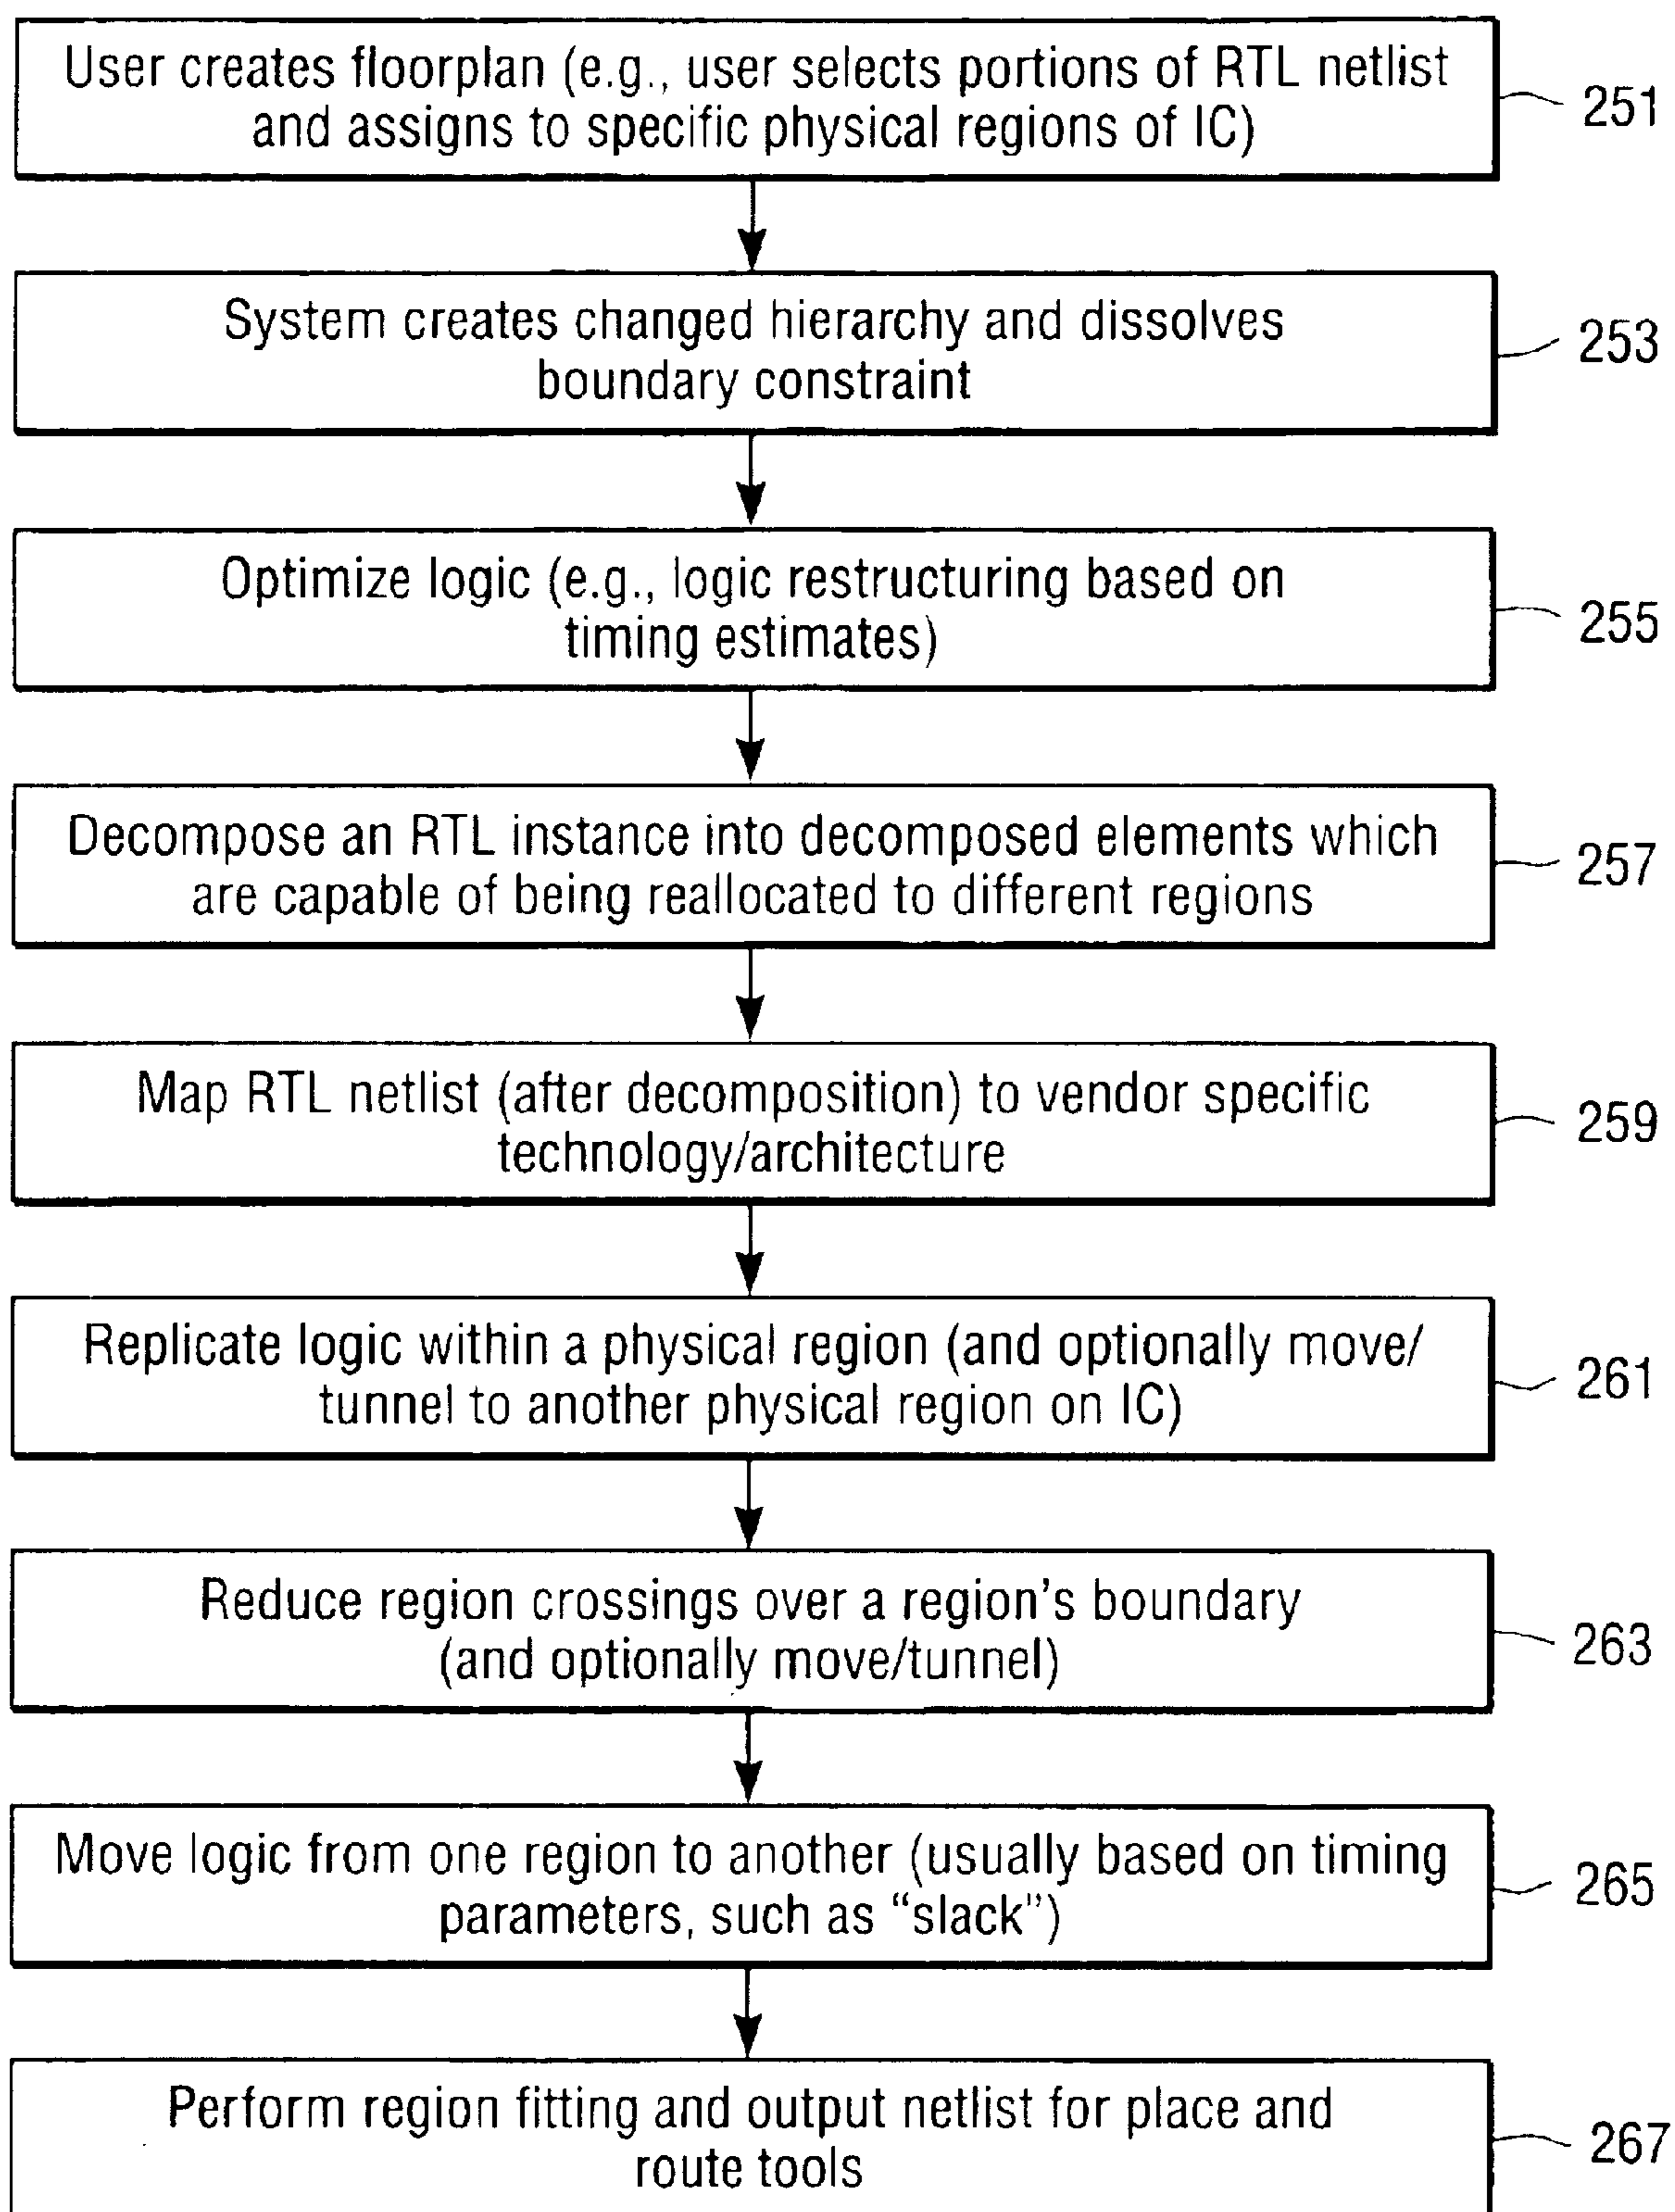 User creates floorplan (e.g., user selects portions of RTL netlist
and assigns to specific physical regions of IC)
251
System creates changed hierarchy and dissolves
boundary constraint
253
Optimize logic (e.g., logic restructuring based on
timing estimates)
255
Decompose an RTL instance into decomposed elements which
are capable of being reallocated to different regions
257
Map RTL netlist (after decomposition) to vendor specific
technology/architecture
259
Replicate logic within a physical region (and optionally move/
tunnel to another physical region on IC)
261
Reduce region crossings over a region's boundary
(and optionally move/tunnel)
263
Move logic from one region to another (usually based on timing
parameters, such as “slack”)
265
Perform region fitting and output netlist for place and
route tools
267